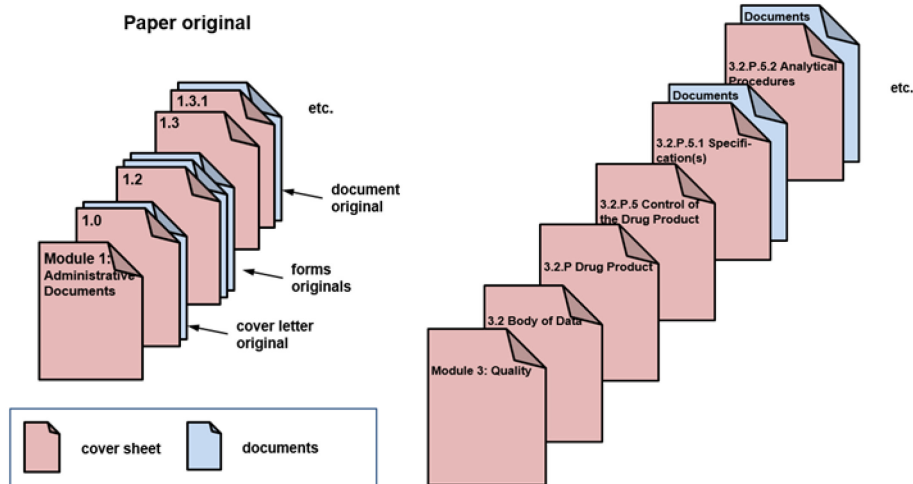 Paper original
1.3.1
etc.
1.3
1.2
document
original
1.0
Module 1:
Administrative
Documents
forms
originals
cover letter
original
cover sheet
documents
Documents
3.2.P.5.2 Analytical
Procedures
etc.
Documents
3.2.P.5.1 Specifi-
cation(s)
3.2.P.5 Control of
the Drug Product
3.2.P Drug Product
3.2 Body of Data
Module 3: Quality